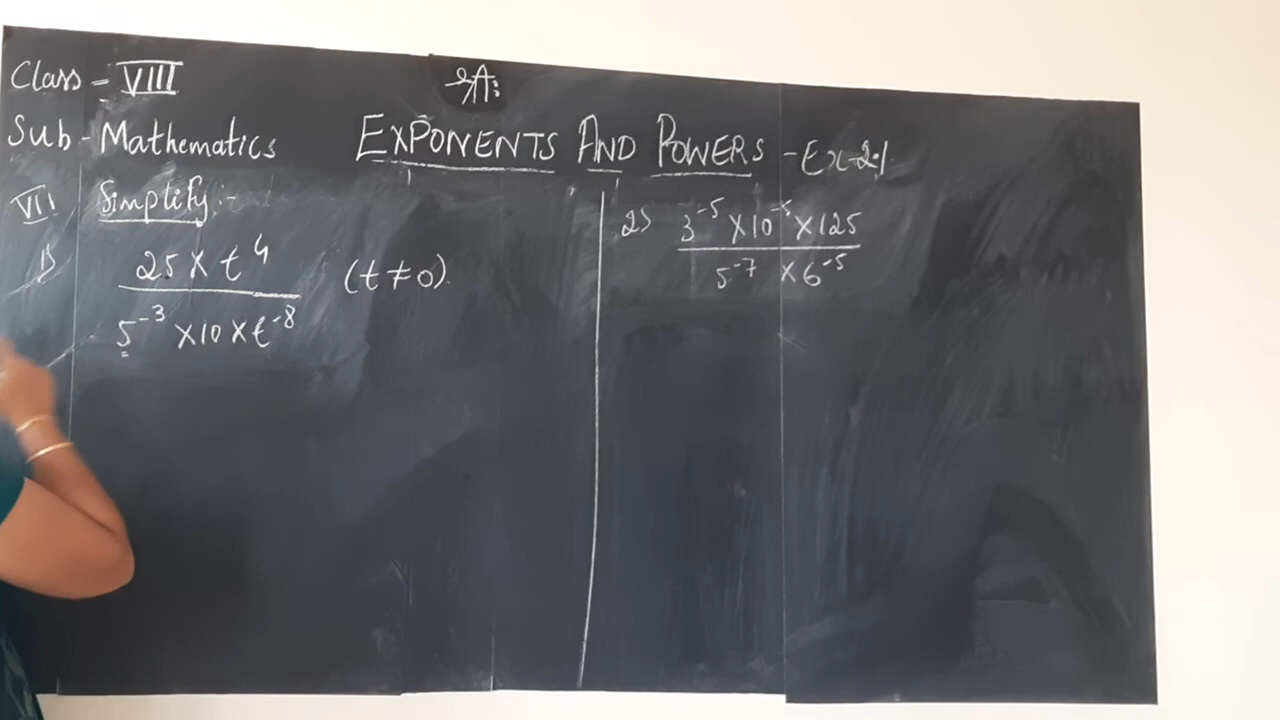 Class - VIII
Sub - Mathematics
EXPONENTS AND POWERS - Ex-2.1
VII Simplify :-
1) 25 × t⁴ (t ≠ 0).
5⁻³ × 10 × t⁻⁸
2) 3⁻⁵ × 10⁻⁵ × 125
5⁻⁷ × 6⁻⁵